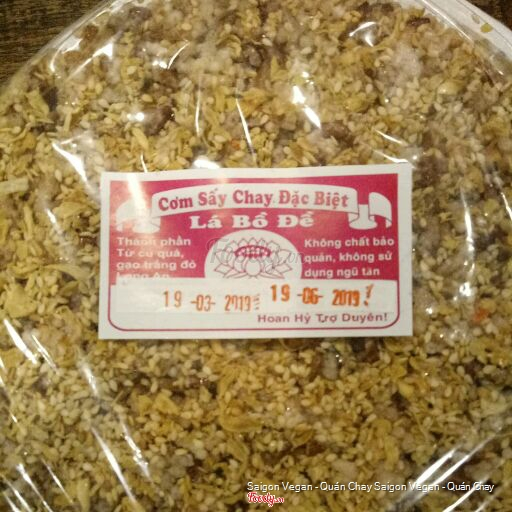 Cơm Sấy Chay Đặc Biệt
Lá Bồ Đề
Thành phần
Từ củ quả,
gạo trắng đỏ
Long An
Không chất bảo
quản, không sử
dụng ngũ tân
19-03-2019 19-06-2019
Hoan Hỷ Trợ Duyên!
Saigon Vegan - Quán Chay Saigon Vegan - Quán Chay
Foody.vn